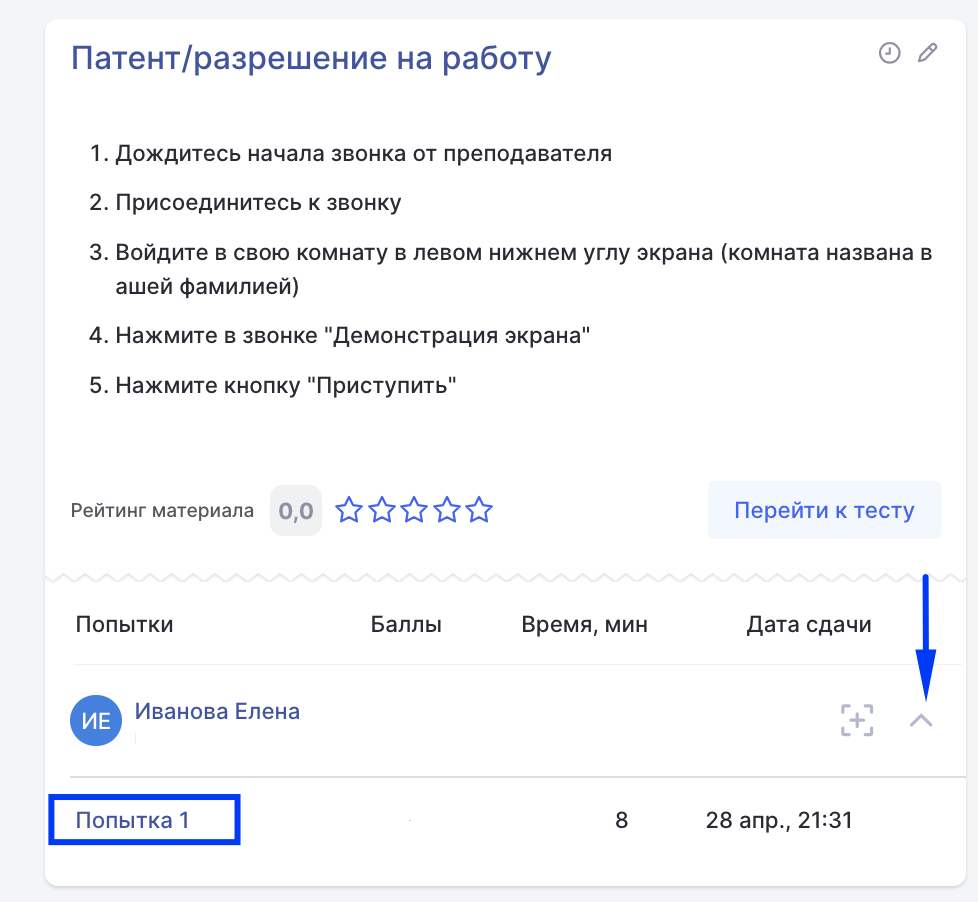 Патент/разрешение на работу
1. Дождитесь начала звонка от преподавателя
2. Присоединитесь к звонку
3. Войдите в свою комнату в левом нижнем углу экрана (комната названа в
ашей фамилией)
4. Нажмите в звонке "Демонстрация экрана"
5. Нажмите кнопку "Приступить"
Рейтинг материала 0,0 Перейти к тесту
Попытки Баллы Время, мин Дата сдачи
ИЕ Иванова Елена
Попытка 1 8 28 апр., 21:31